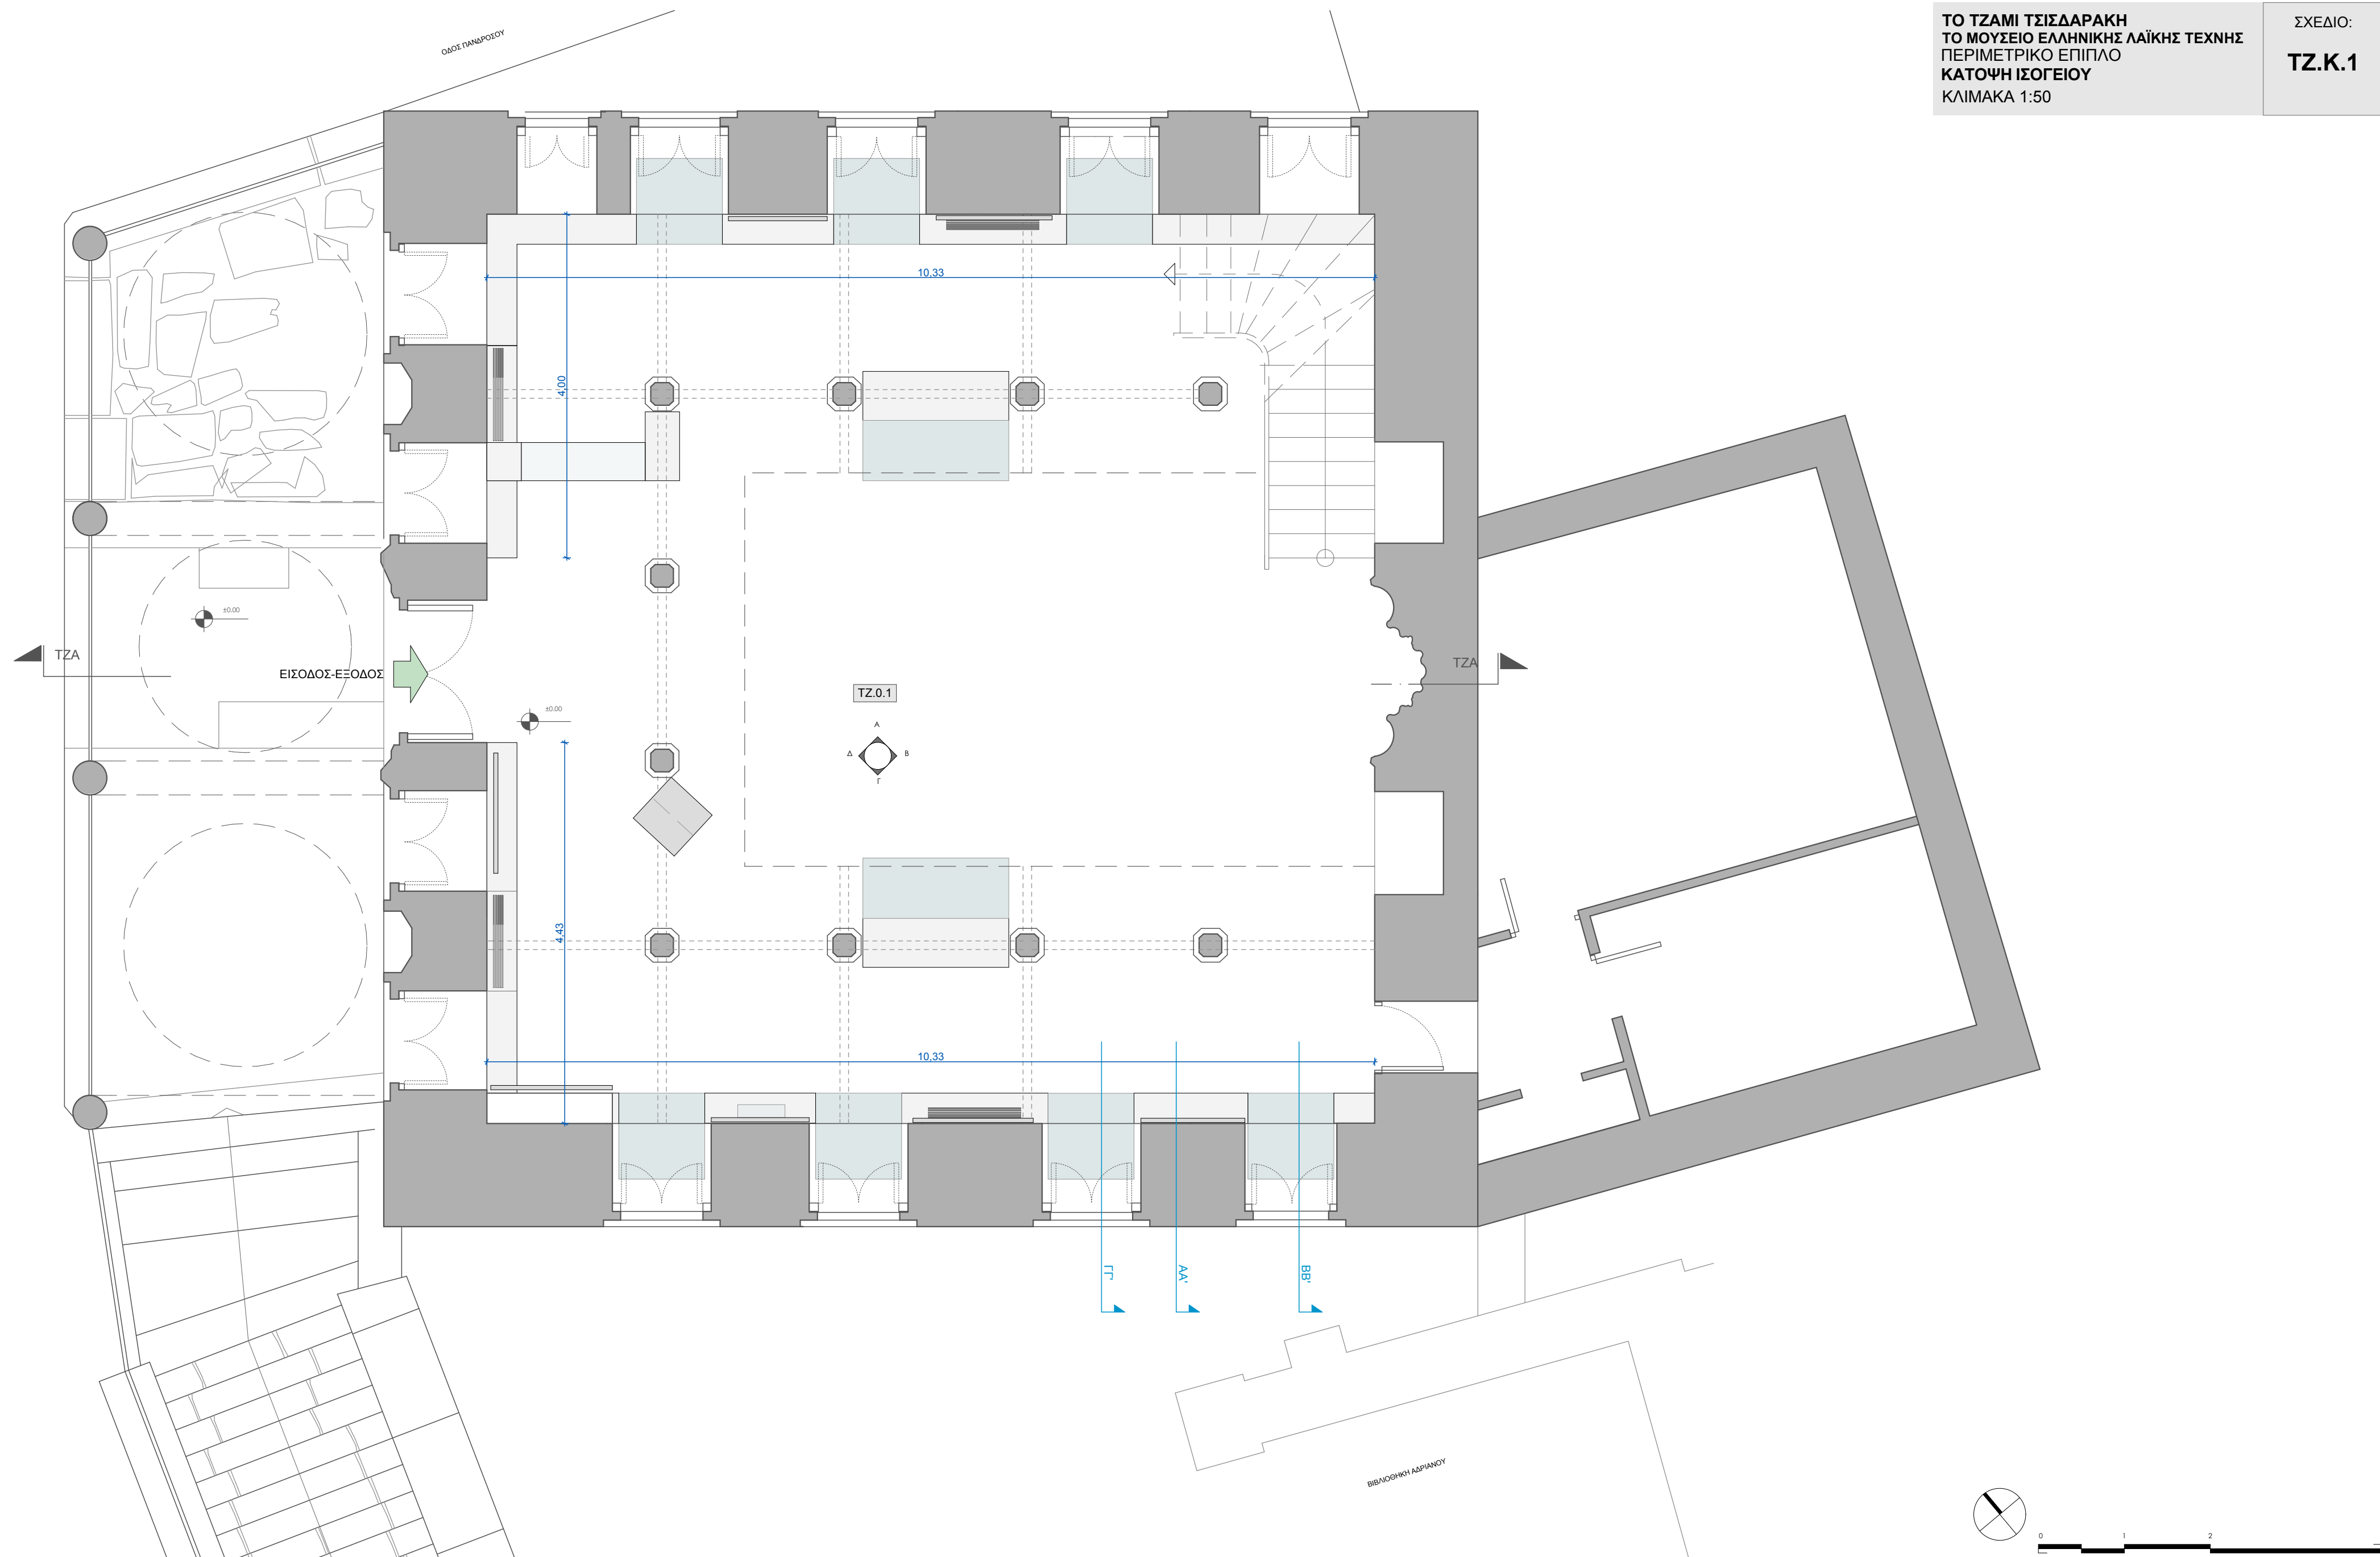 ΤΟ ΤΖΑΜΙ ΤΣΙΣΔΑΡΑΚΗ
ΤΟ ΜΟΥΣΕΙΟ ΕΛΛΗΝΙΚΗΣ ΛΑΪΚΗΣ ΤΕΧΝΗΣ
ΠΕΡΙΜΕΤΡΙΚΟ ΕΠΙΠΛΟ
ΚΑΤΟΨΗ ΙΣΟΓΕΙΟΥ
ΚΛΙΜΑΚΑ 1:50
ΣΧΕΔΙΟ:
ΤΖ.Κ.1
ΟΔΟΣ ΠΑΝΔΡΟΣΟΥ
10,33
4,00
±0.00
ΤΖΑ
ΕΙΣΟΔΟΣ-ΕΞΟΔΟΣ
ΤΖΑ
ΤΖ.0.1
±0.00
Α
Δ
Β
Γ
4,43
10,33
ΓΓ'
ΑΑ'
ΒΒ'
ΒΙΒΛΙΟΘΗΚΗ ΑΔΡΙΑΝΟΥ
0
1
2